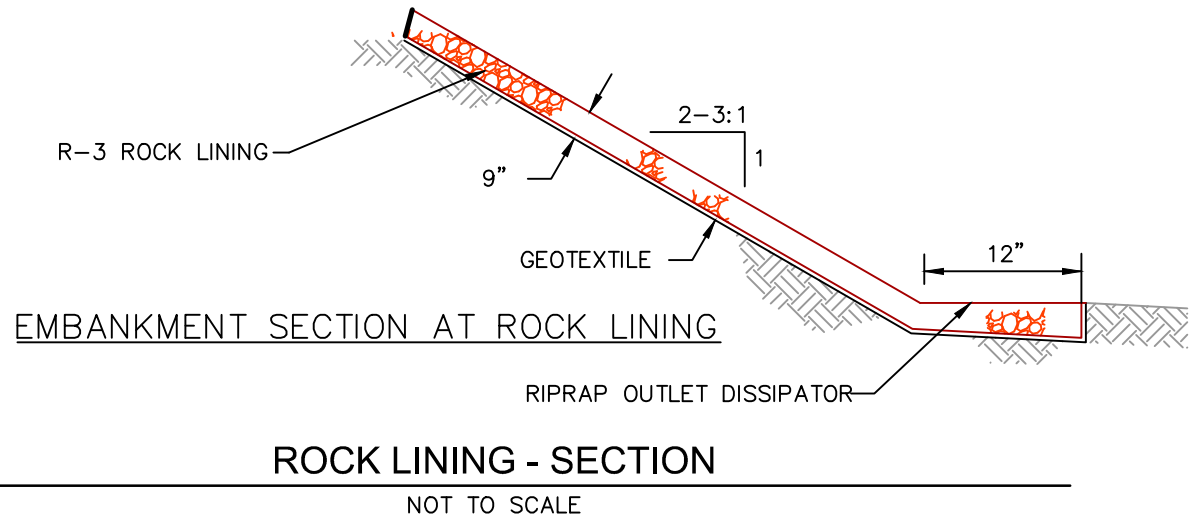 2-3:1
1
R-3 ROCK LINING
9"
GEOTEXTILE
12"
EMBANKMENT SECTION AT ROCK LINING
RIPRAP OUTLET DISSIPATOR
ROCK LINING - SECTION
NOT TO SCALE